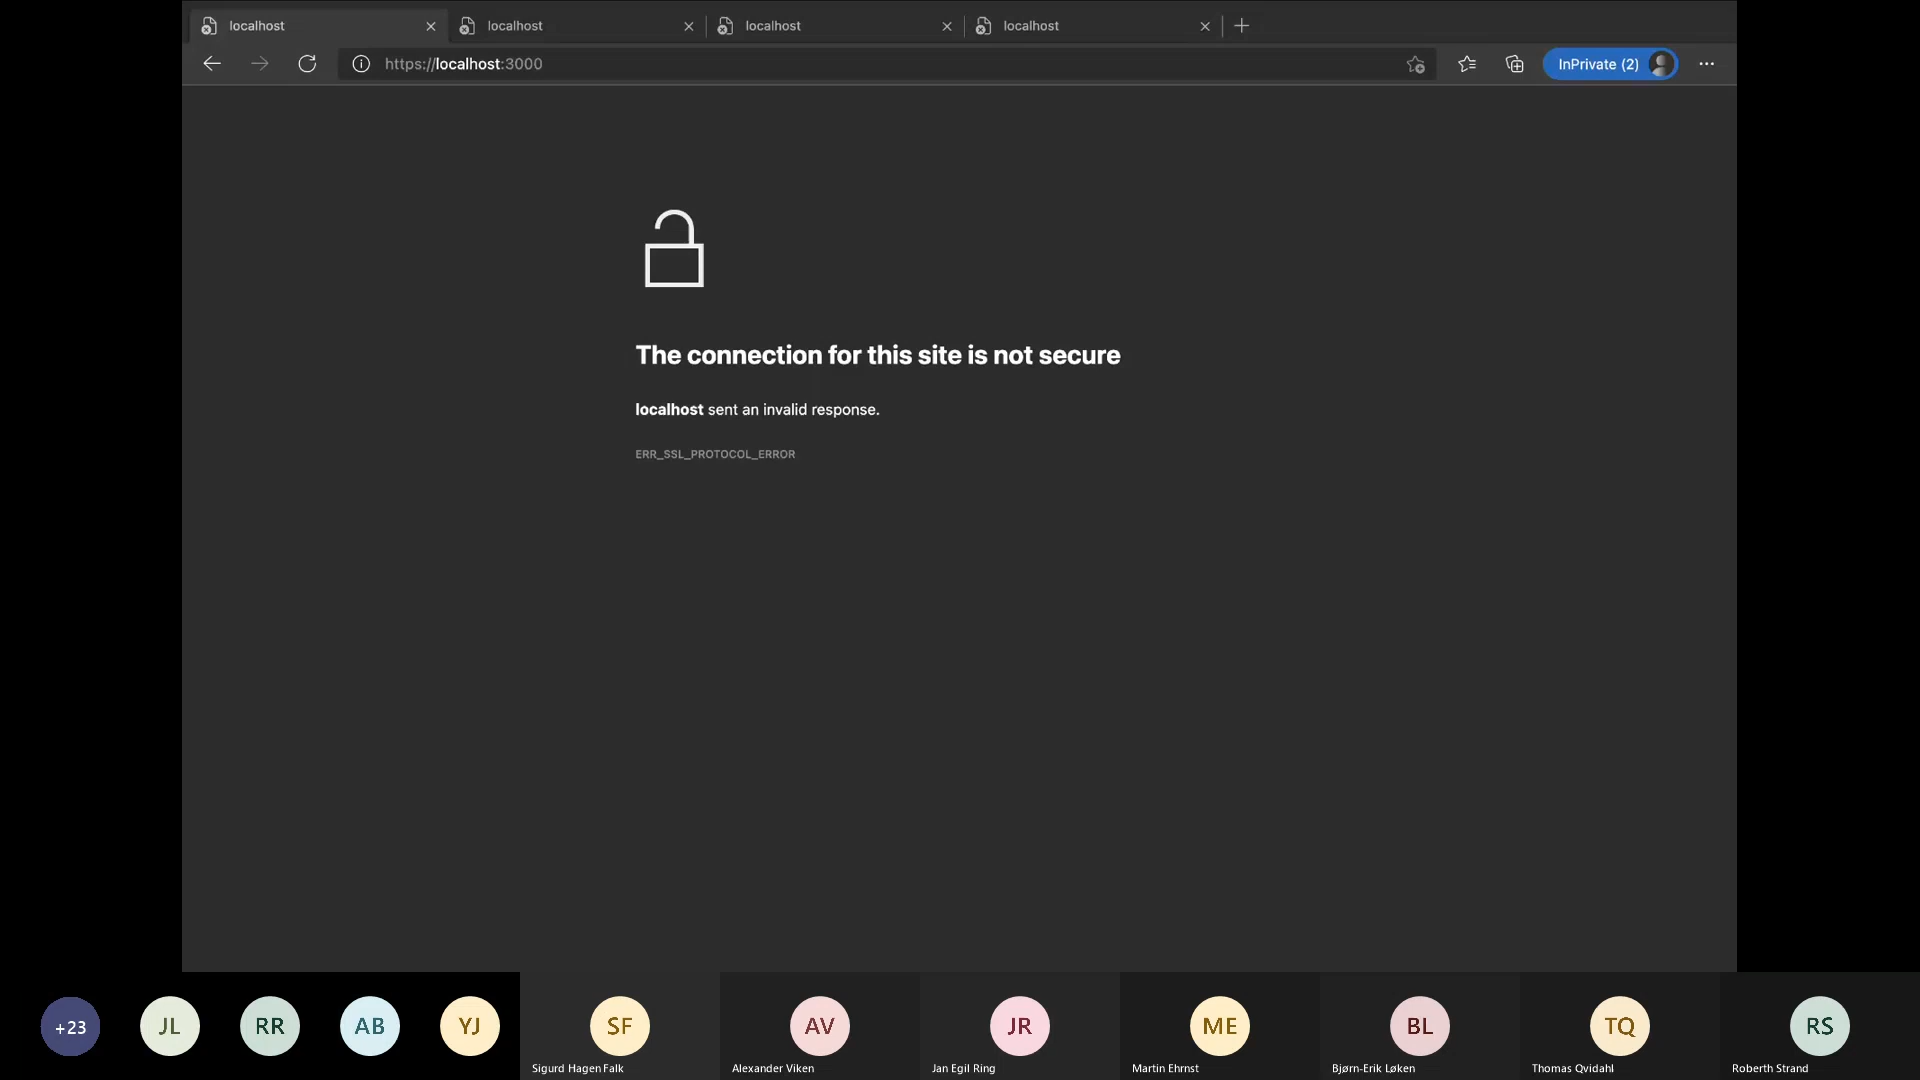 localhost
localhost
localhost
localhost
https://localhost:3000
InPrivate (2)
The connection for this site is not secure
localhost sent an invalid response.
ERR_SSL_PROTOCOL_ERROR
+23
JL
RR
AB
YJ
SF
AV
JR
ME
BL
TQ
RS
Sigurd Hagen Falk
Alexander Viken
Jan Egil Ring
Martin Ehrnst
Bjørn-Erik Løken
Thomas Qvidahl
Roberth Strand